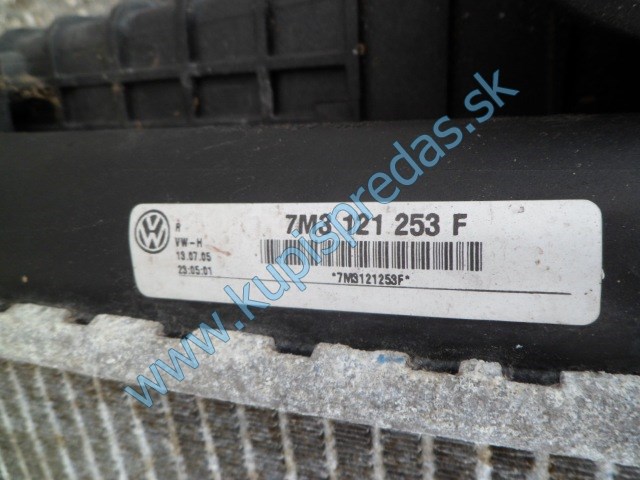 R
VW-H
13.07.05
23:05:01
7M3 121 253 F
*7M3121253F*
www.kupispredas.sk